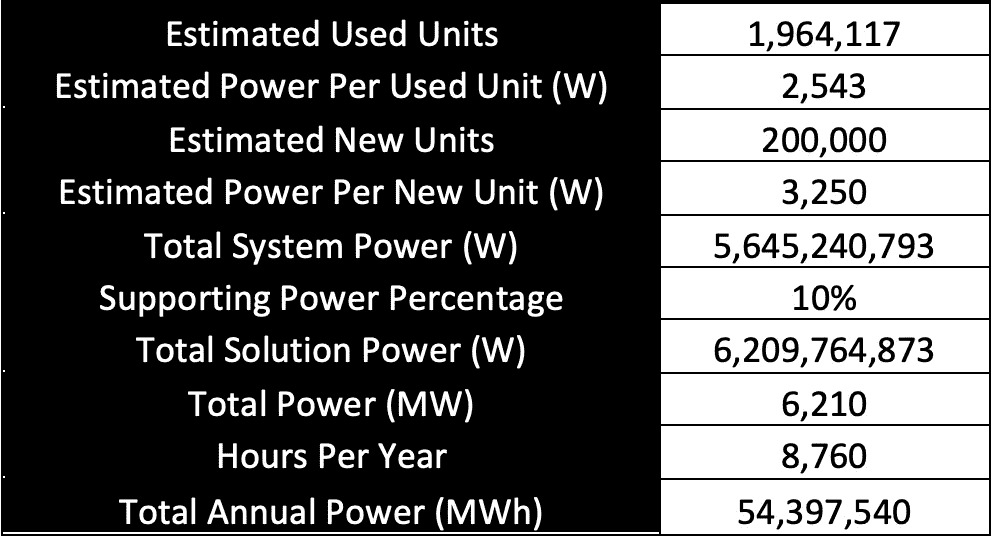 Estimated Used Units 1,964,117
Estimated Power Per Used Unit (W) 2,543
Estimated New Units 200,000
Estimated Power Per New Unit (W) 3,250
Total System Power (W) 5,645,240,793
Supporting Power Percentage 10%
Total Solution Power (W) 6,209,764,873
Total Power (MW) 6,210
Hours Per Year 8,760
Total Annual Power (MWh) 54,397,540